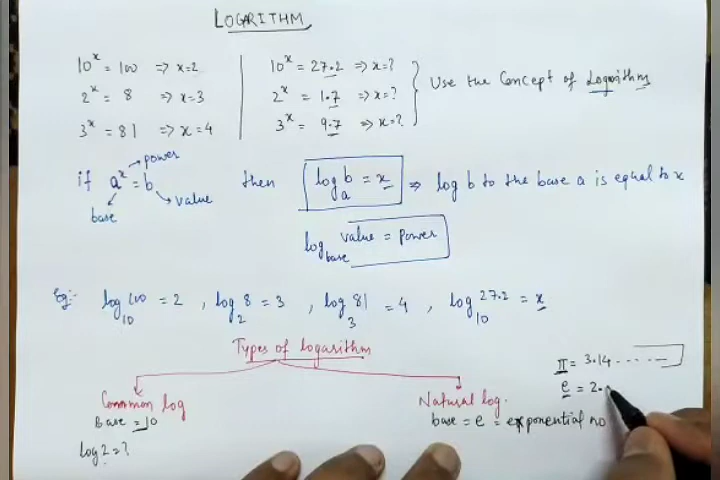 LOGARITHM
10^x = 100 => x=2
2^x = 8 => x=3
3^x = 81 => x=4
10^x = 27.2 => x=?
2^x = 1.7 => x=?
3^x = 9.7 => x=?
Use the Concept of Logarithm
if a^x = b then log_a b = x => log b to the base a is equal to x
power
base
value
log_base value = power
Eg:- log_10 100 = 2 , log_2 8 = 3 , log_3 81 = 4 , log_10 27.2 = x
Types of logarithm
Common log
Base = 10
log 2 = ?
Natural log.
base = e = exponential no
π = 3.14 - - - - -
e = 2.